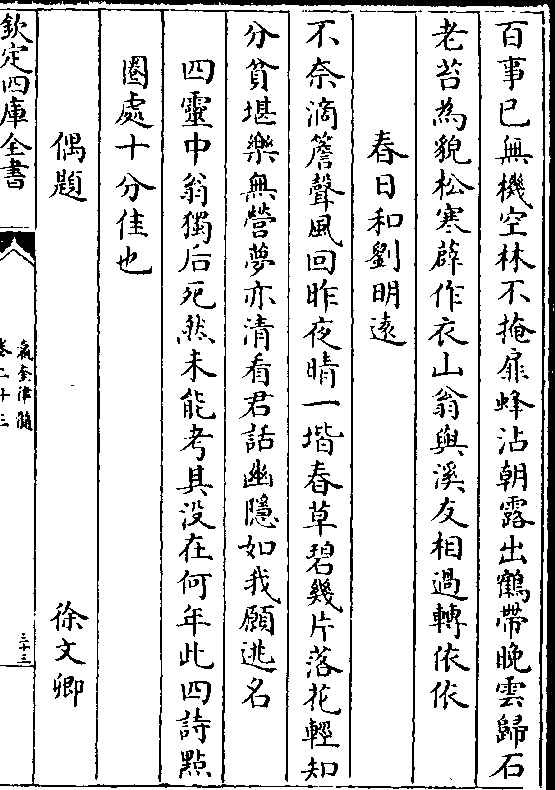 百事已無機空林不掩扉蜂沾朝露出鶴帶晚雲歸石
老苔為貌松寒薜作衣山翁與溪友相過轉依依
春日和劉明遠
不奈滴簷聲風回昨夜晴一堦春草碧幾片落花輕知
分貧堪樂無營夢亦清看君話幽隱如我願逃名
四靈中翁獨后死然未能考其没在何年此四詩㸃
圏處十分佳也
偶題 徐文卿
欽定四庫全書
瀛奎律髓
卷二十三
三十三